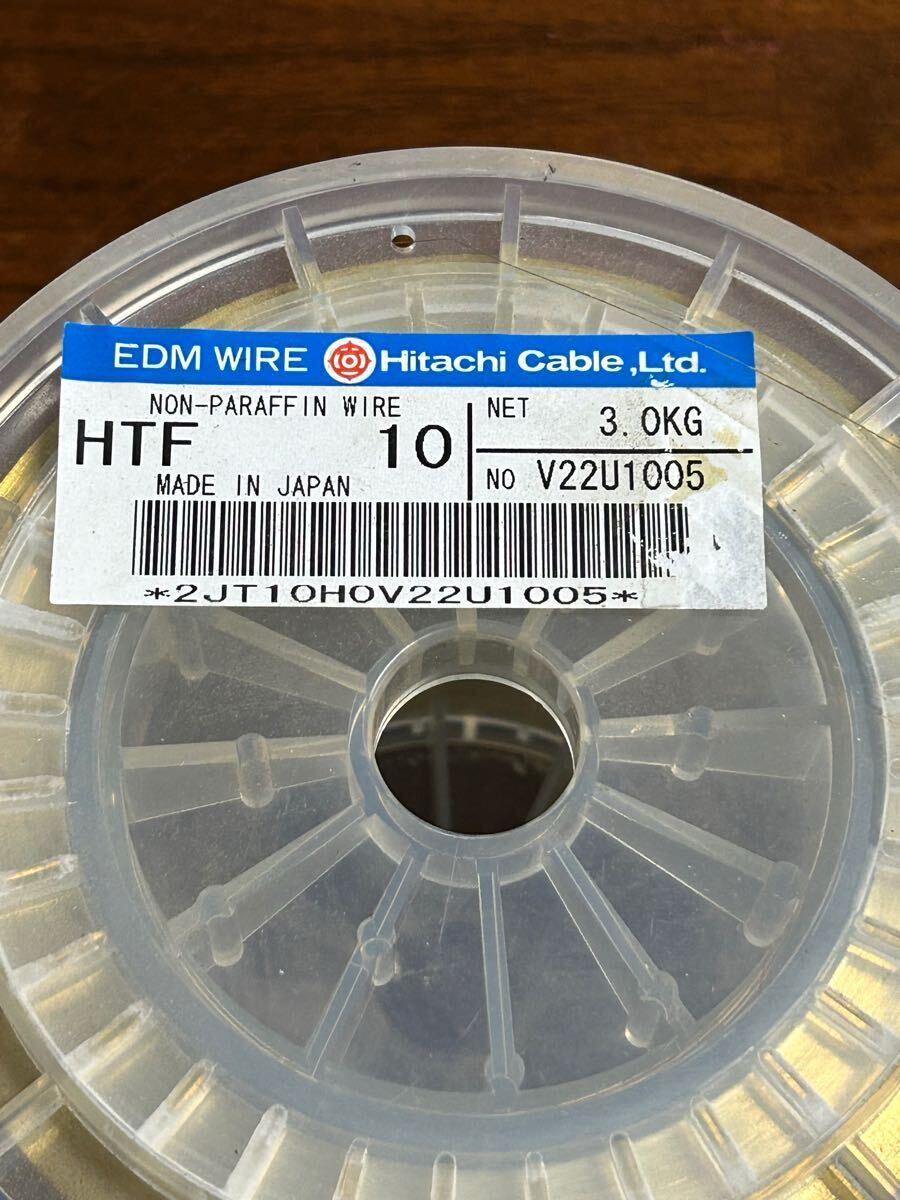 EDM WIRE Hitachi Cable,Ltd.
NON-PARAFFIN WIRE
HTF 10
MADE IN JAPAN
NET 3.0KG
NO V22U1005
*2JT10H0V22U1005*